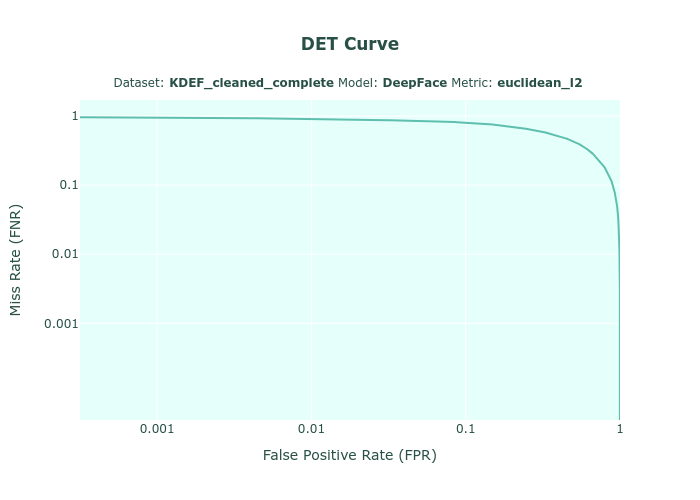 DET Curve
Dataset: KDEF_cleaned_complete Model: DeepFace Metric: euclidean_l2
1
0.1
0.01
0.001
Miss Rate (FNR)
0.001 0.01 0.1 1
False Positive Rate (FPR)